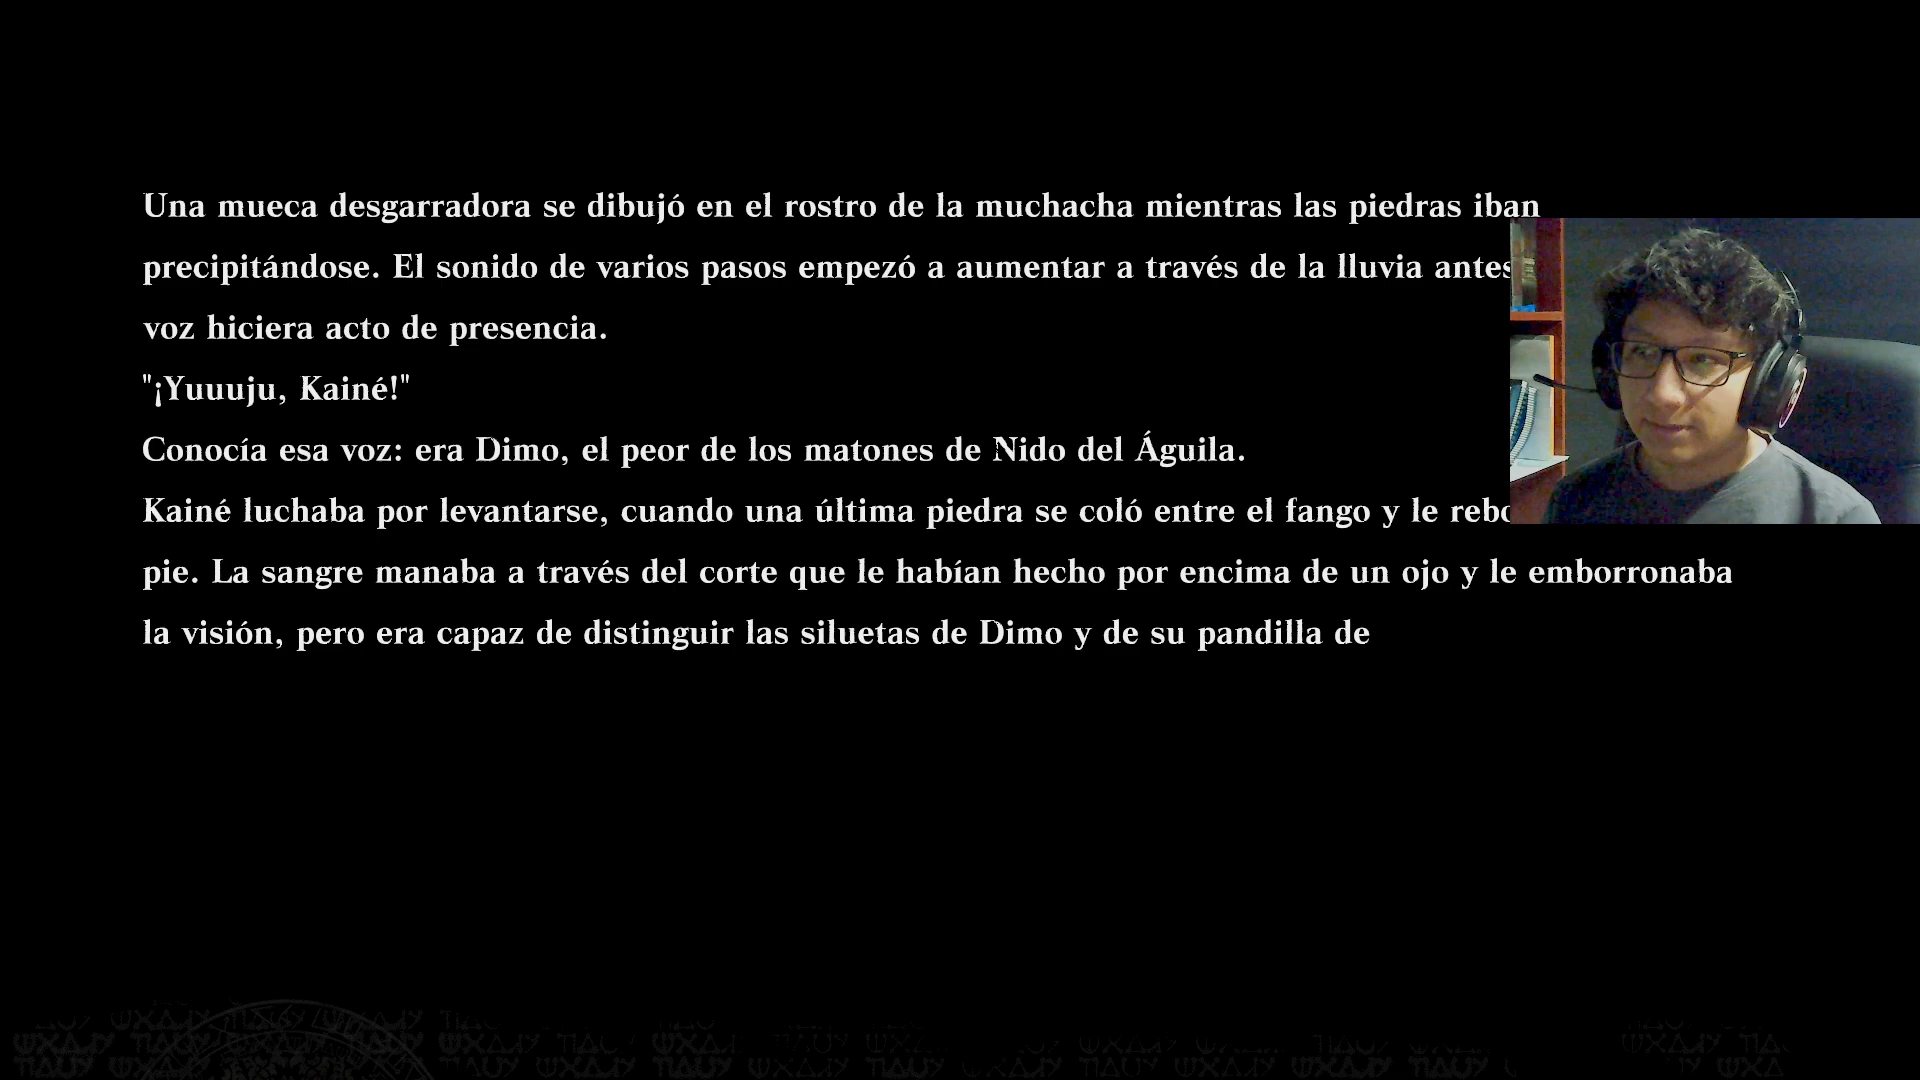 Una mueca desgarradora se dibujó en el rostro de la muchacha mientras las piedras iban
precipitándose. El sonido de varios pasos empezó a aumentar a través de la lluvia antes
voz hiciera acto de presencia.
"¡Yuuuju, Kainé!"
Conocía esa voz: era Dimo, el peor de los matones de Nido del Águila.
Kainé luchaba por levantarse, cuando una última piedra se coló entre el fango y le
pie. La sangre manaba a través del corte que le habían hecho por encima de un ojo y le emborronaba
la visión, pero era capaz de distinguir las siluetas de Dimo y de su pandilla de